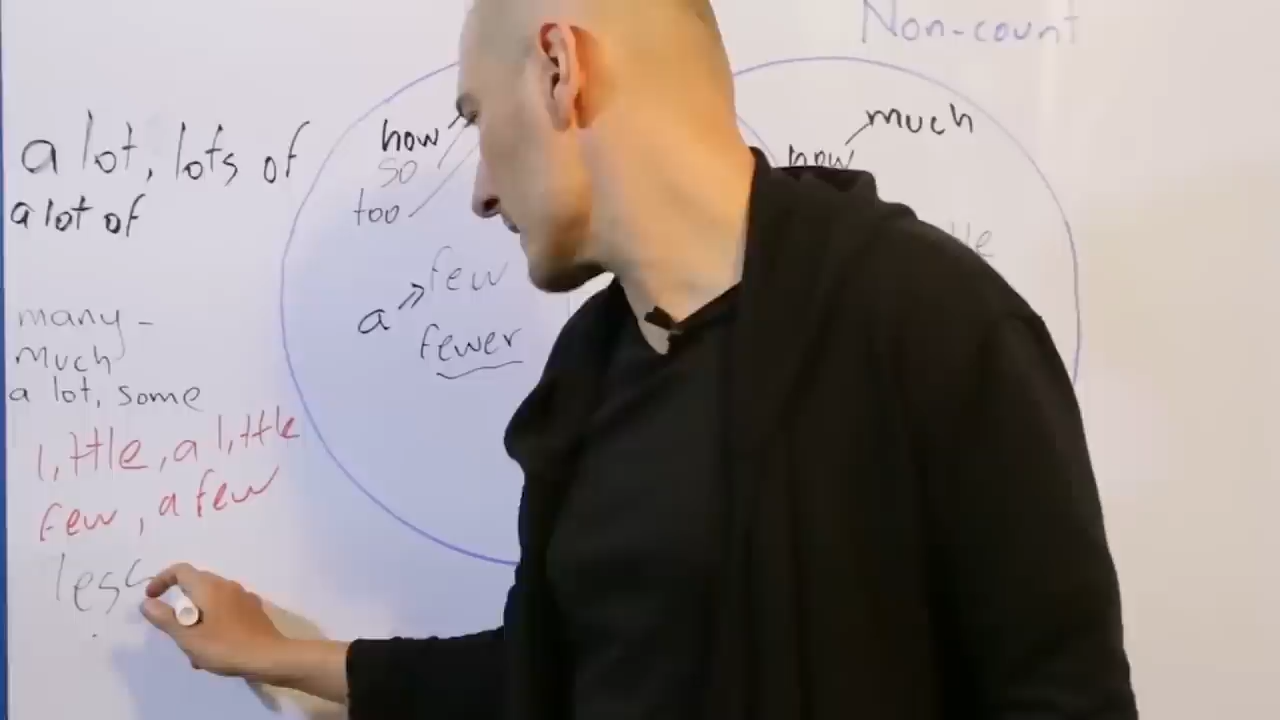 Non-count
a lot, lots of
a lot of
many -
much
a lot, some
little, a little
few, a few
less
how
so
too
few
a
fewer
much
how